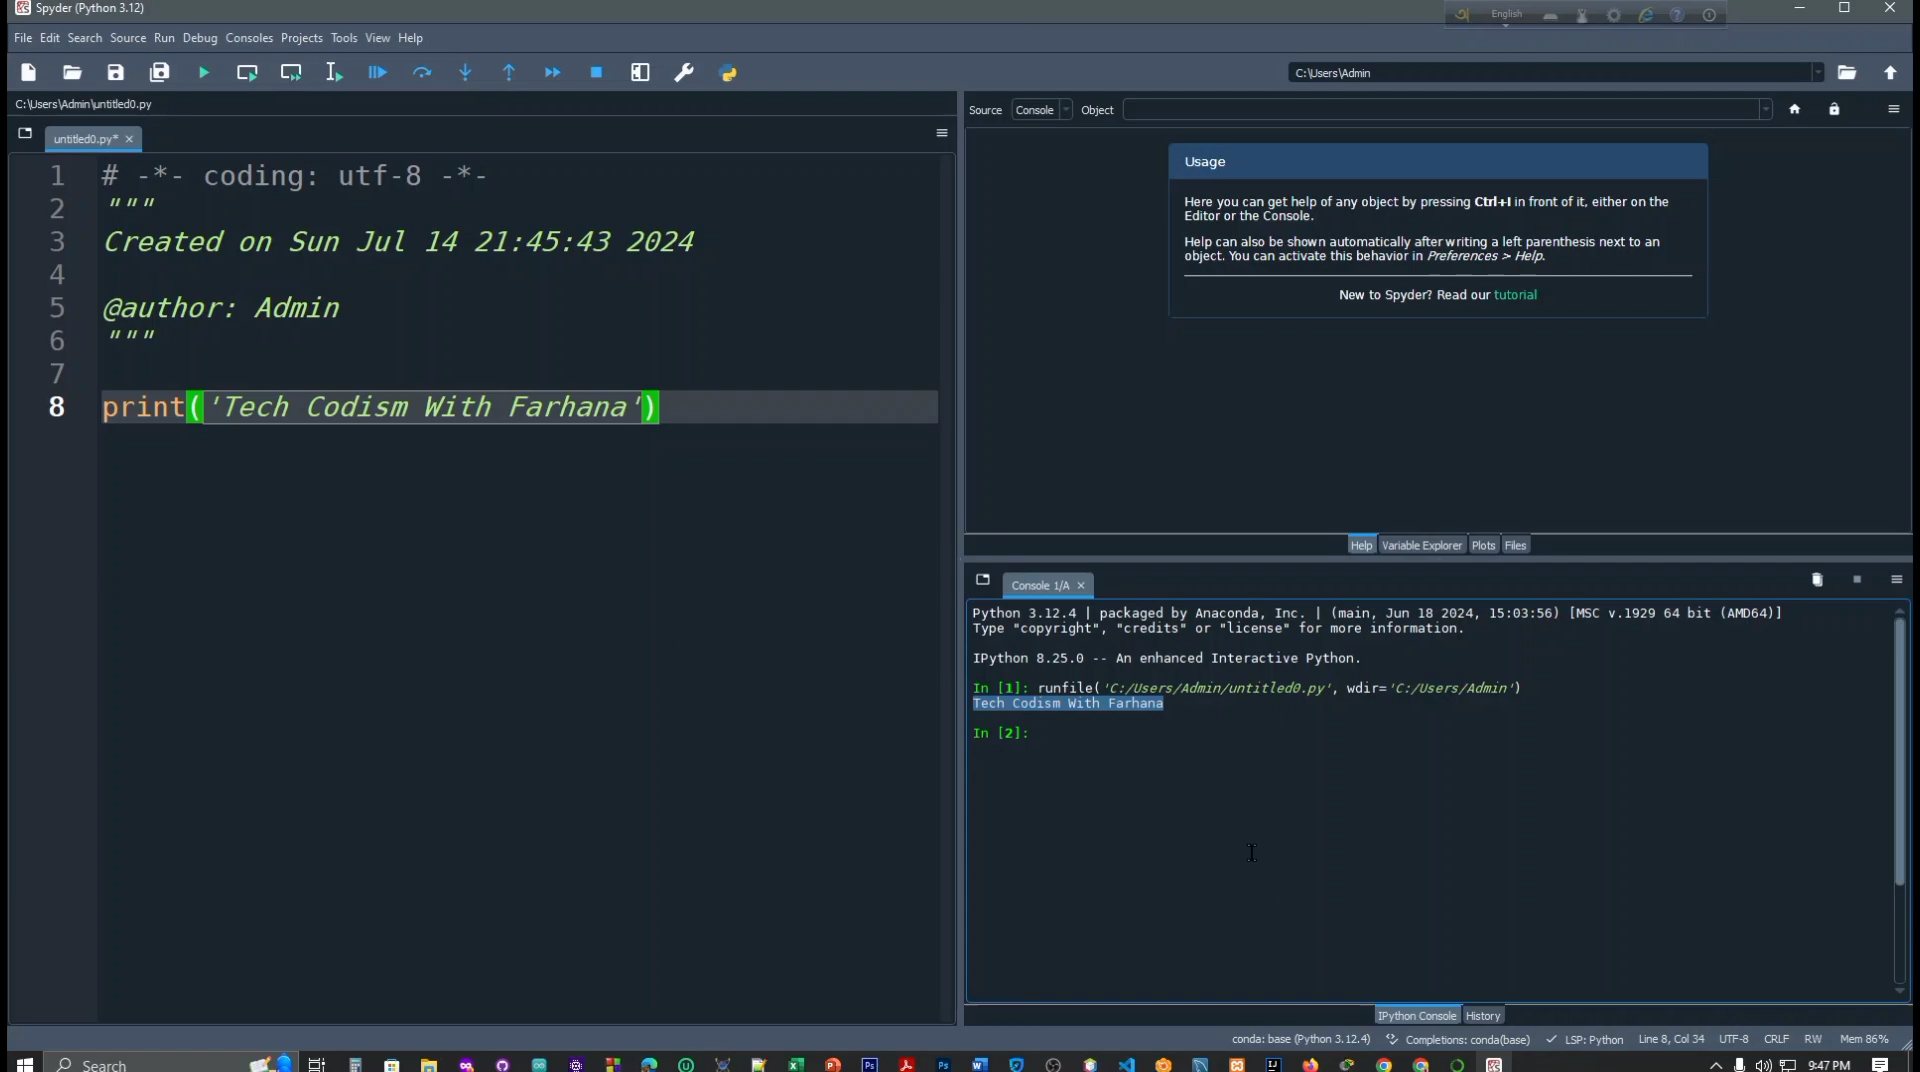 Spyder (Python 3.12)
English
File Edit Search Source Run Debug Consoles Projects Tools View Help
C:\Users\Admin
C:\Users\Admin\untitled0.py
untitled0.py*
1 # -*- coding: utf-8 -*-
2 """
3 Created on Sun Jul 14 21:45:43 2024
4
5 @author: Admin
6 """
7
8 print('Tech Codism With Farhana')
Source Console Object
Usage
Here you can get help of any object by pressing Ctrl+I in front of it, either on the
Editor or the Console.
Help can also be shown automatically after writing a left parenthesis next to an
object. You can activate this behavior in Preferences > Help.
New to Spyder? Read our tutorial
Help Variable Explorer Plots Files
Console 1/A
Python 3.12.4 | packaged by Anaconda, Inc. | (main, Jun 18 2024, 15:03:56) [MSC v.1929 64 bit (AMD64)]
Type "copyright", "credits" or "license" for more information.
IPython 8.25.0 -- An enhanced Interactive Python.
In [1]: runfile('C:/Users/Admin/untitled0.py', wdir='C:/Users/Admin')
Tech Codism With Farhana
In [2]:
IPython Console History
conda: base (Python 3.12.4) Completions: conda(base) LSP: Python Line 8, Col 34 UTF-8 CRLF RW Mem 86%
Search
9:47 PM